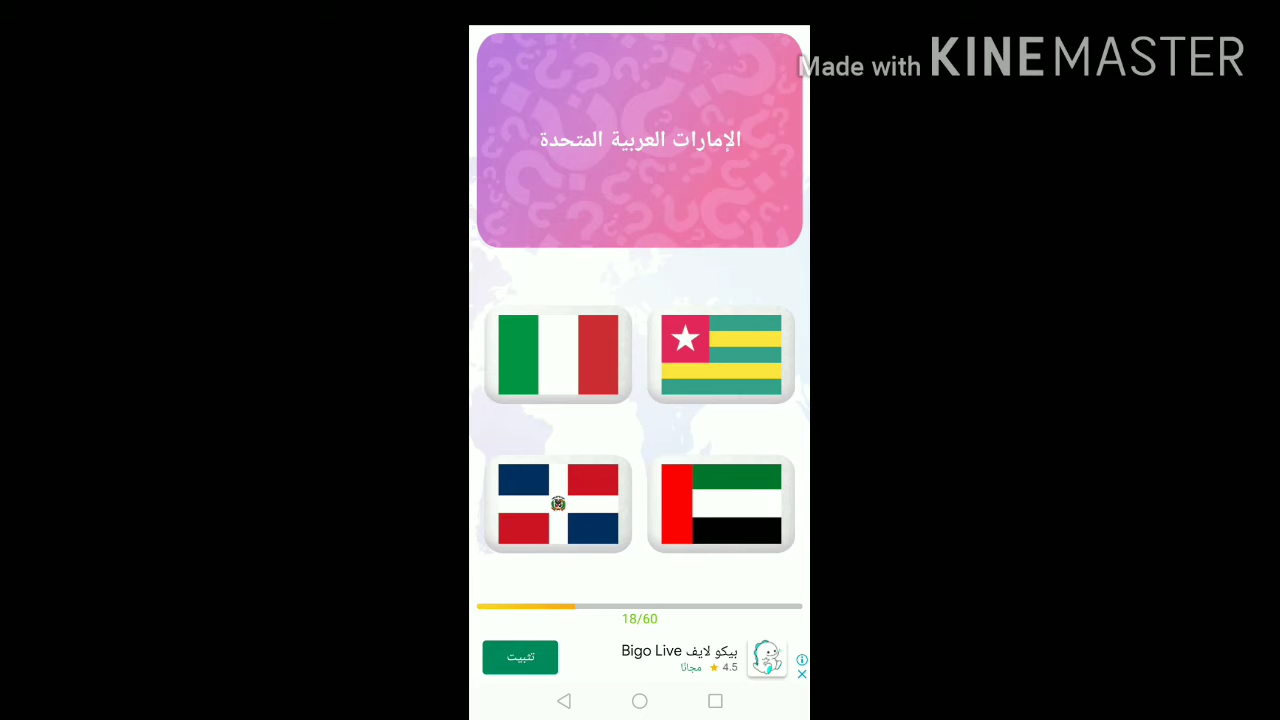 Made with KINEMASTER
الإمارات العربية المتحدة
18/60
بيكو لايف Bigo Live
4.5 ★ مجانًا
تثبيت